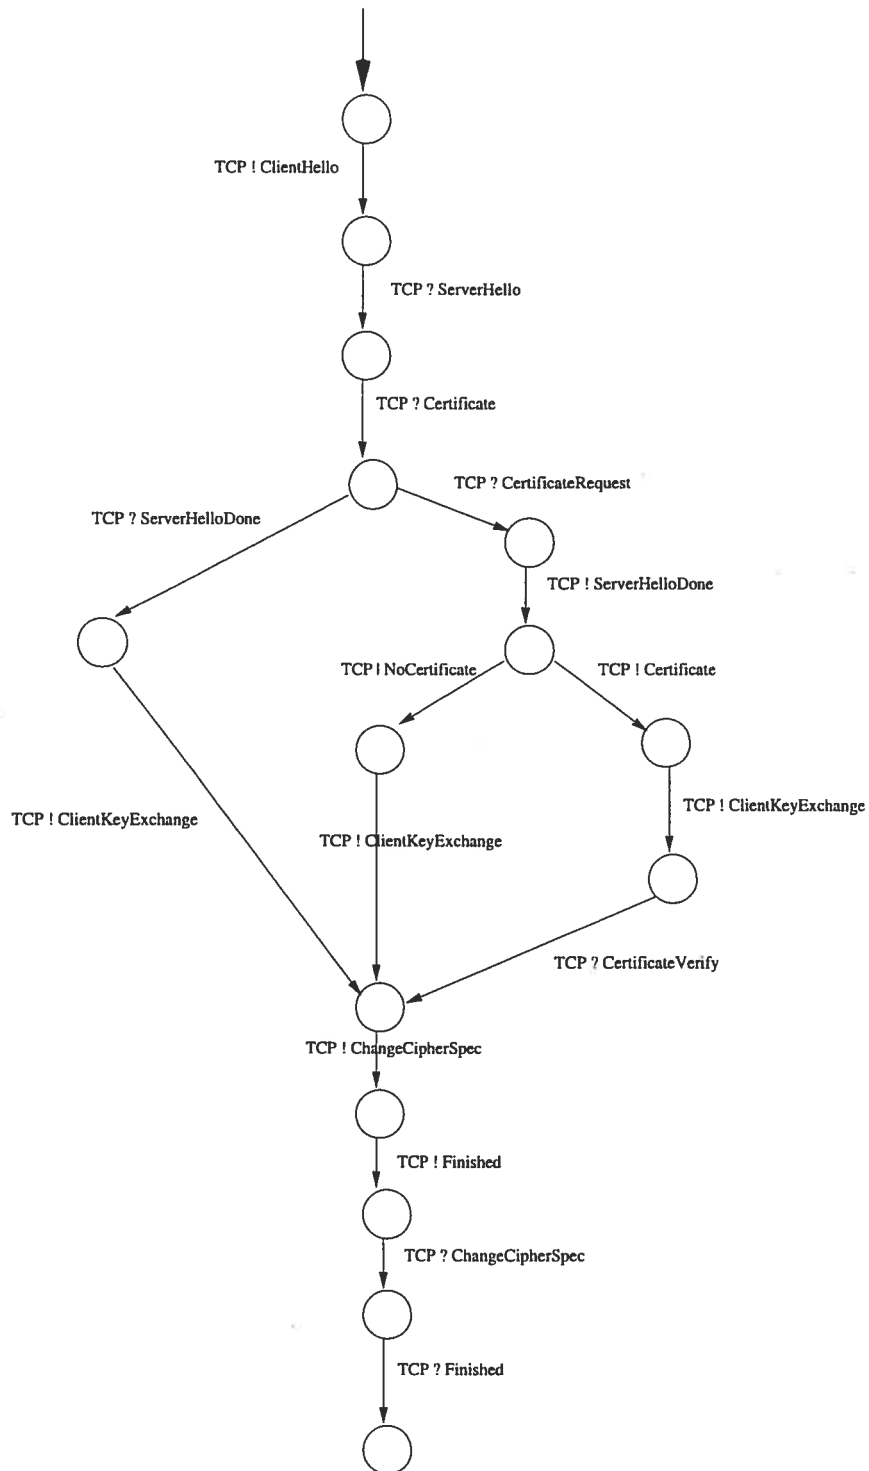 TCP ! ClientHello
TCP ? ServerHello
TCP ? Certificate
TCP ? CertificateRequest
TCP ? ServerHelloDone
TCP ! ServerHelloDone
TCP ! NoCertificate
TCP ! Certificate
TCP ! ClientKeyExchange
TCP ! ClientKeyExchange
TCP ! ClientKeyExchange
TCP ? CertificateVerify
TCP ! ChangeCipherSpec
TCP ! Finished
TCP ? ChangeCipherSpec
TCP ? Finished